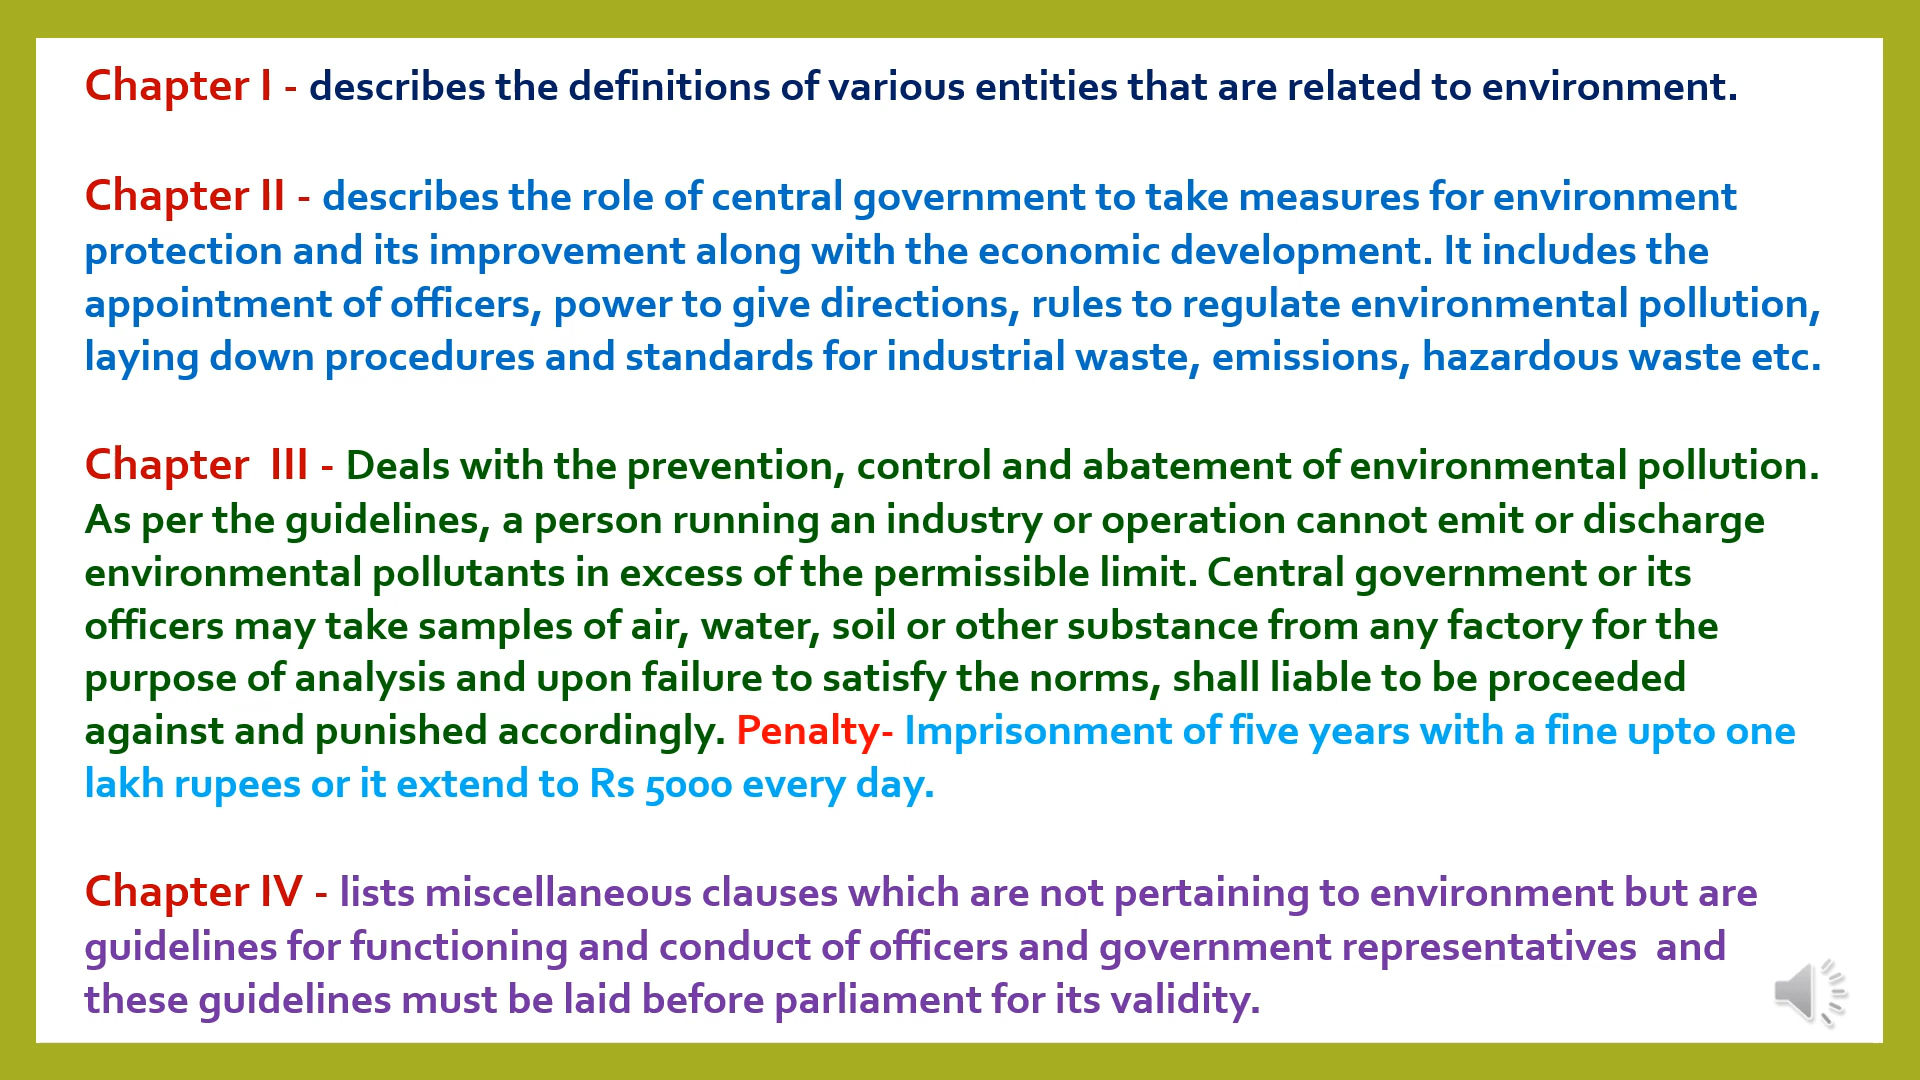 Chapter I - describes the definitions of various entities that are related to environment.
Chapter II - describes the role of central government to take measures for environment
protection and its improvement along with the economic development. It includes the
appointment of officers, power to give directions, rules to regulate environmental pollution,
laying down procedures and standards for industrial waste, emissions, hazardous waste etc.
Chapter  III - Deals with the prevention, control and abatement of environmental pollution.
As per the guidelines, a person running an industry or operation cannot emit or discharge
environmental pollutants in excess of the permissible limit. Central government or its
officers may take samples of air, water, soil or other substance from any factory for the
purpose of analysis and upon failure to satisfy the norms, shall liable to be proceeded
against and punished accordingly. Penalty- Imprisonment of five years with a fine upto one
lakh rupees or it extend to Rs 5000 every day.
Chapter IV - lists miscellaneous clauses which are not pertaining to environment but are
guidelines for functioning and conduct of officers and government representatives  and
these guidelines must be laid before parliament for its validity.